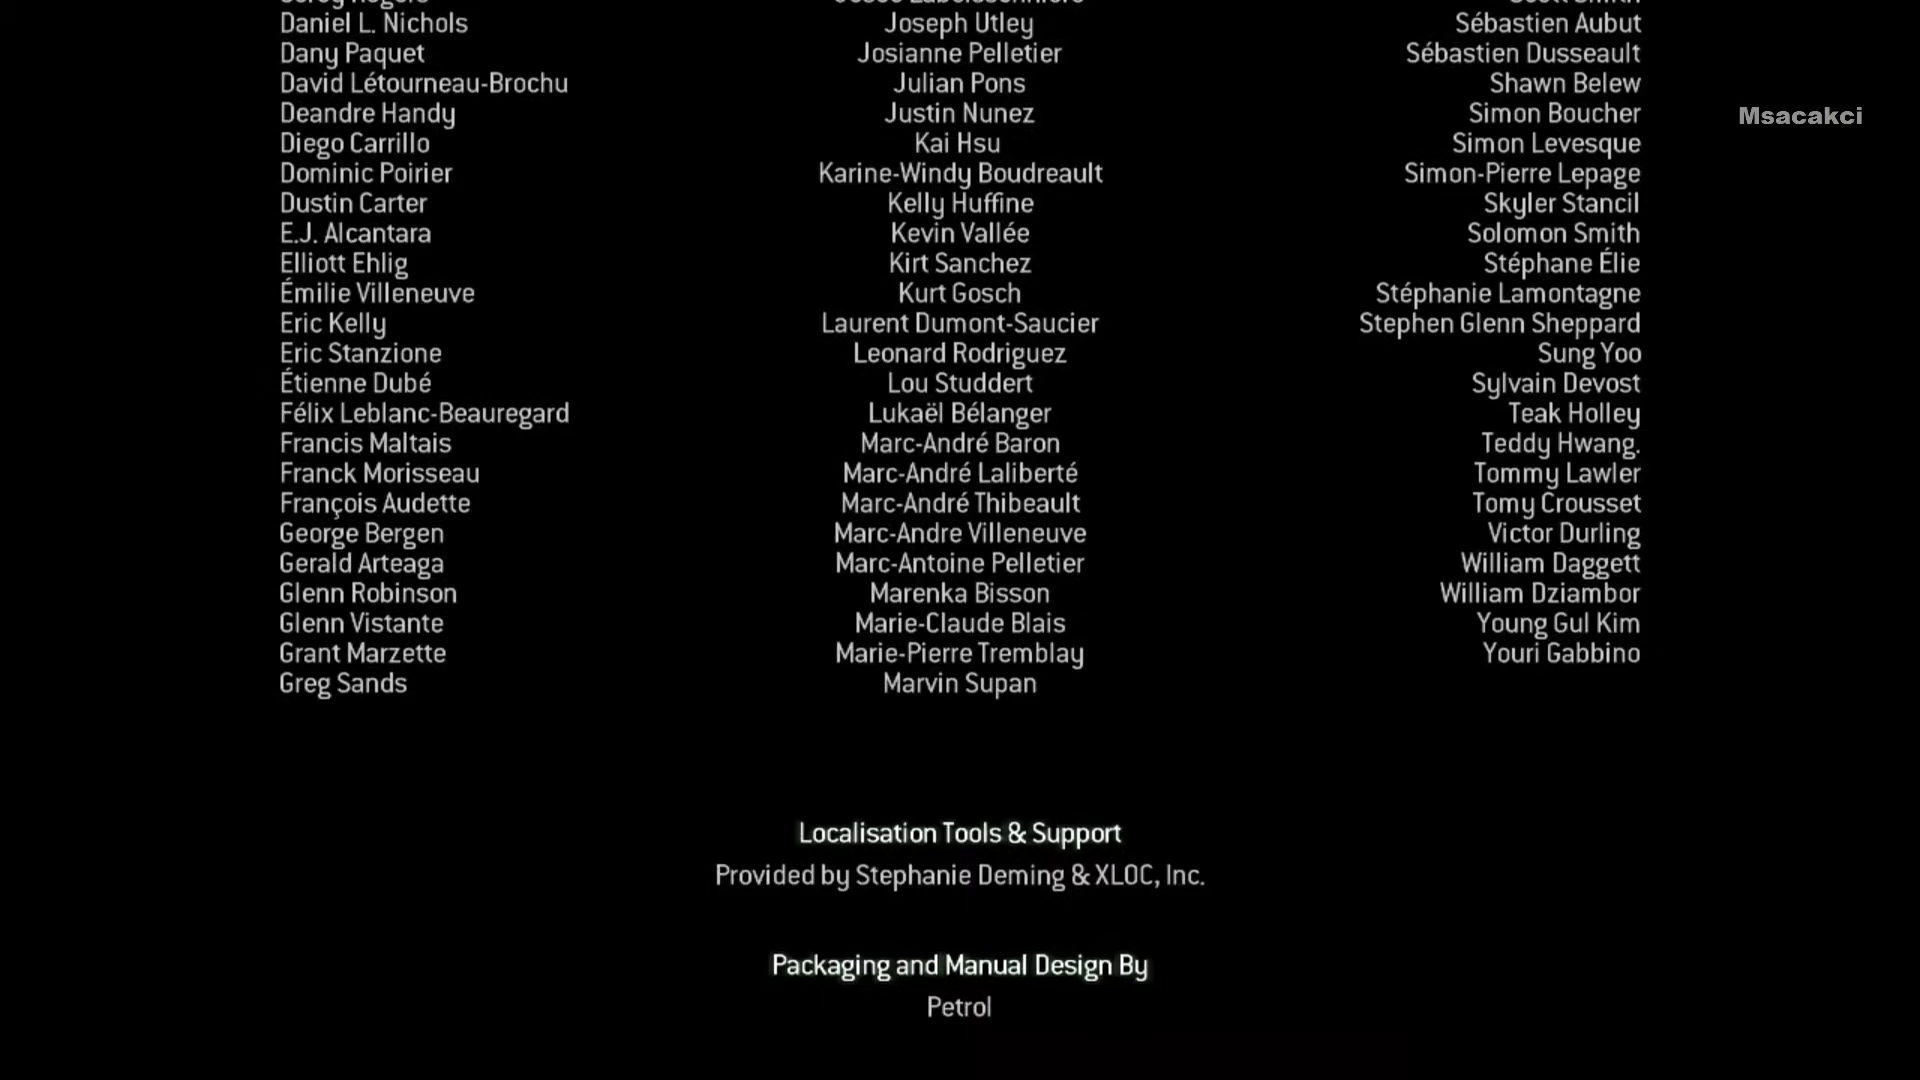 Daniel L. Nichols
Dany Paquet
David Létourneau-Brochu
Deandre Handy
Diego Carrillo
Dominic Poirier
Dustin Carter
E.J. Alcantara
Elliott Ehlig
Émilie Villeneuve
Eric Kelly
Eric Stanzione
Étienne Dubé
Félix Leblanc-Beauregard
Francis Maltais
Franck Morisseau
François Audette
George Bergen
Gerald Arteaga
Glenn Robinson
Glenn Vistante
Grant Marzette
Greg Sands
Joseph Utley
Josianne Pelletier
Julian Pons
Justin Nunez
Kai Hsu
Karine-Windy Boudreault
Kelly Huffine
Kevin Vallée
Kirt Sanchez
Kurt Gosch
Laurent Dumont-Saucier
Leonard Rodriguez
Lou Studdert
Lukaël Bélanger
Marc-André Baron
Marc-André Laliberté
Marc-André Thibeault
Marc-Andre Villeneuve
Marc-Antoine Pelletier
Marenka Bisson
Marie-Claude Blais
Marie-Pierre Tremblay
Marvin Supan
Sébastien Aubut
Sébastien Dusseault
Shawn Belew
Simon Boucher
Simon Levesque
Simon-Pierre Lepage
Skyler Stancil
Solomon Smith
Stéphane Élie
Stéphanie Lamontagne
Stephen Glenn Sheppard
Sung Yoo
Sylvain Devost
Teak Holley
Teddy Hwang.
Tommy Lawler
Tomy Crousset
Victor Durling
William Daggett
William Dziambor
Young Gul Kim
Youri Gabbino
Msacakci
Localisation Tools & Support
Provided by Stephanie Deming & XLOC, Inc.
Packaging and Manual Design By
Petrol